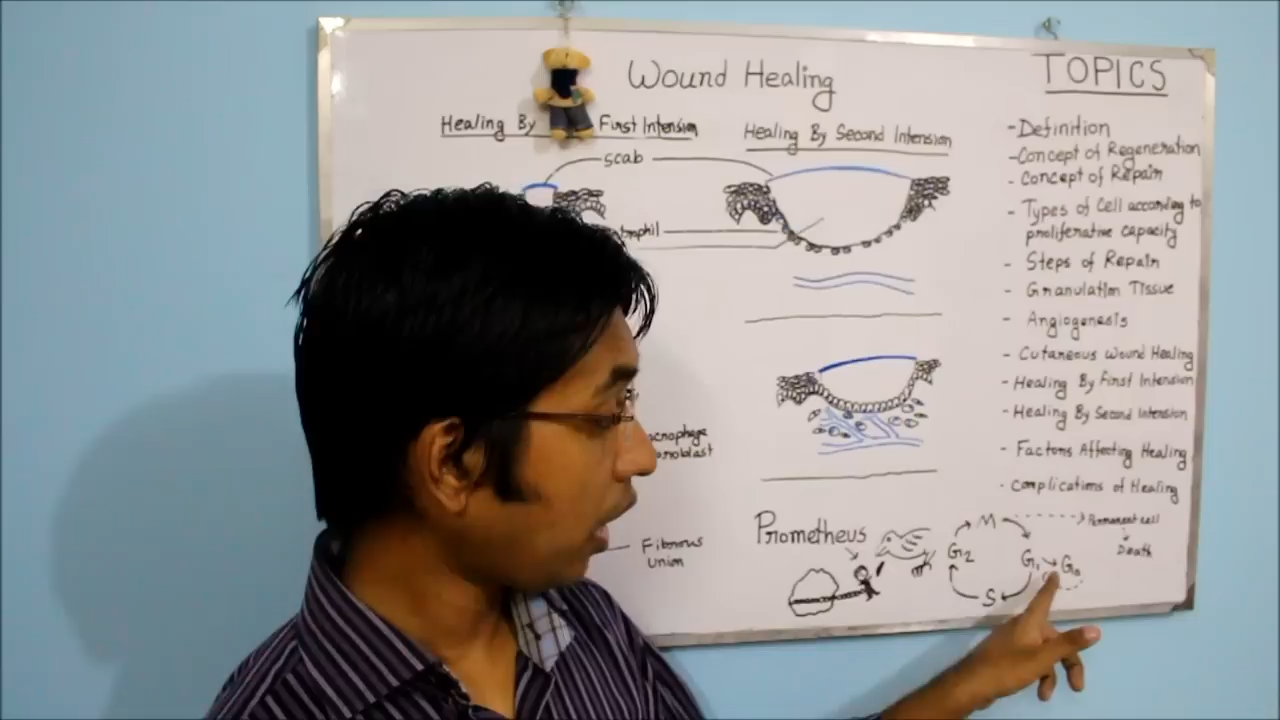 Wound Healing
TOPICS
Healing By First Intension
Healing By Second Intension
scab
- Definition
- Concept of Regeneration
- Concept of Repair
- Types of Cell according to
proliferative capacity
- Steps of Repair
- Granulation Tissue
- Angiogenesis
- Cutaneous Wound Healing
- Healing By First Intension
- Healing By Second Intension
- Factors Affecting Healing
- Complications of Healing
Fibrous
union
Prometheus
M
G2
G1
G0
S
Permanent cell
Death